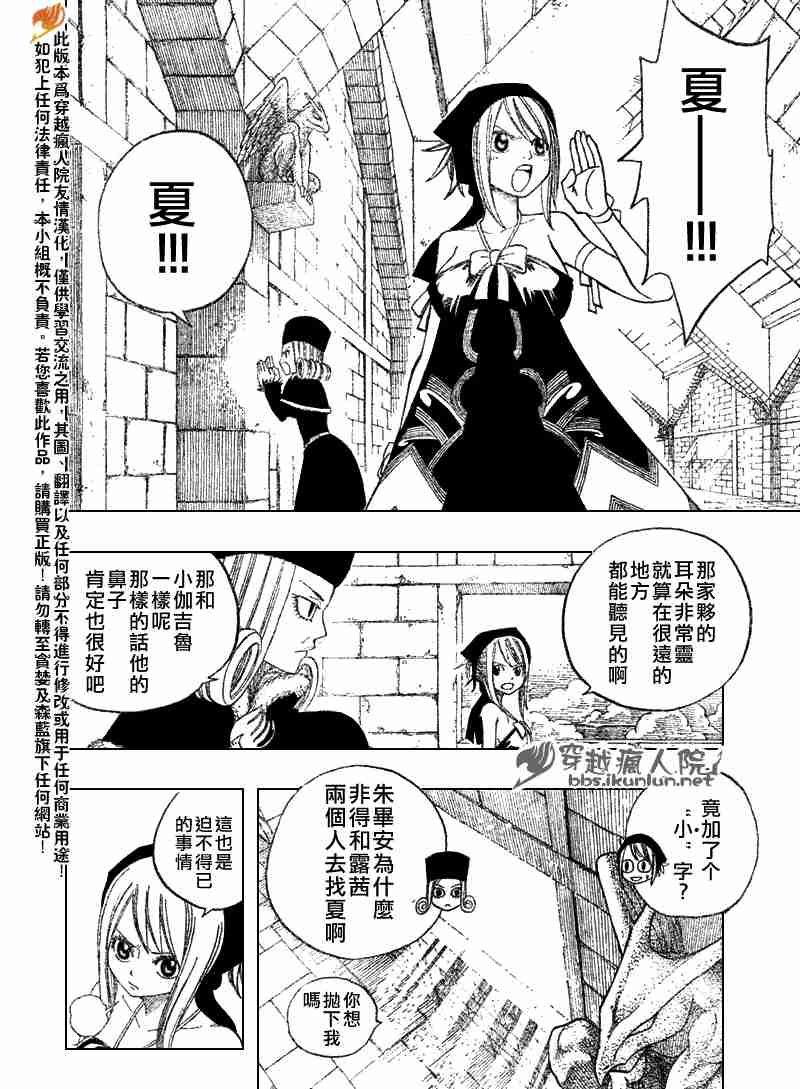 夏——!!!
夏!!!
那家夥的
耳朵非常靈
就算在很遠的
地方
都能聽見的啊
那和
小伽吉魯
一樣呢
那樣的話他的
鼻子
肯定也很好吧
竟加了个
“小”字?
朱畢安為什麼
非得和露茜
兩個人去找夏啊
你想
拋下我
嗎
這也是
迫不得已
的事情
穿越瘋人院
bbs.ikunlun.net
此版本爲穿越瘋人院友情漢化，僅供學習交流之用，其圖、翻譯以及任何部分不得進行修改或用于任何商業用途!!
如犯上任何法律責任，本小組概不負責。若您喜歡此作品，請購買正版！請勿轉至貪婪及森藍旗下任何網站！